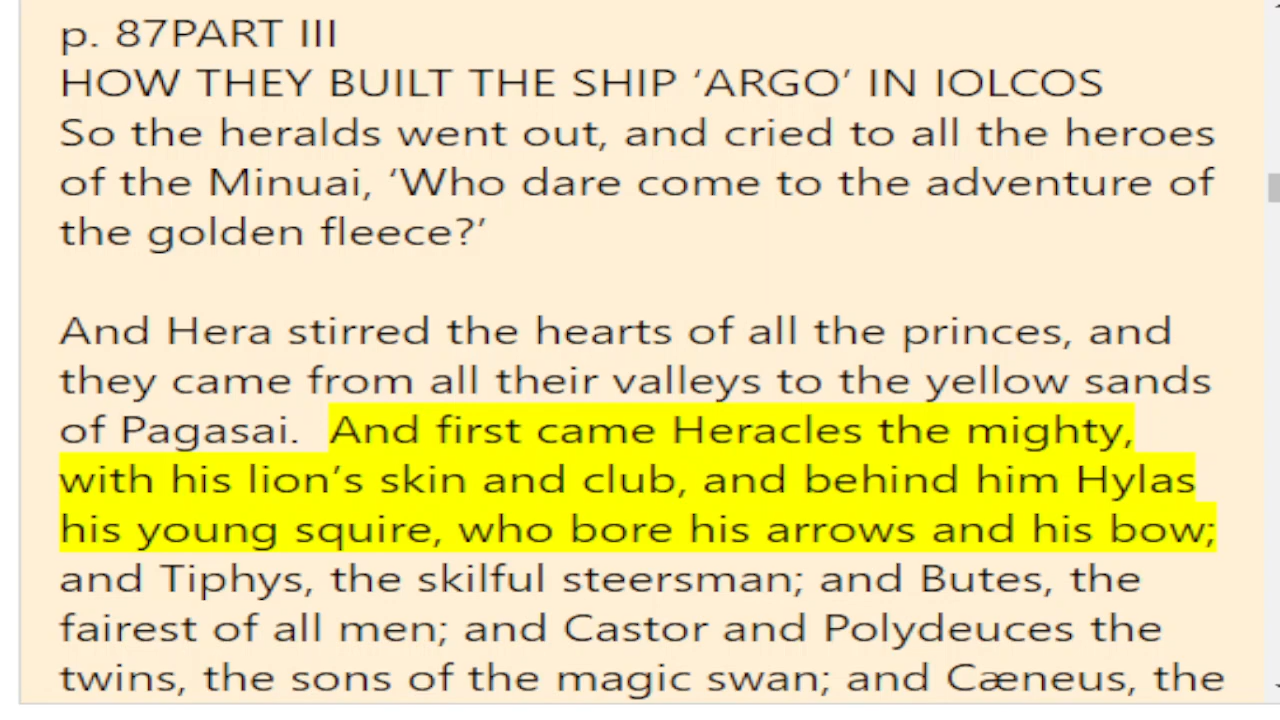 p. 87PART III
HOW THEY BUILT THE SHIP ‘ARGO’ IN IOLCOS
So the heralds went out, and cried to all the heroes
of the Minuai, ‘Who dare come to the adventure of
the golden fleece?’
And Hera stirred the hearts of all the princes, and
they came from all their valleys to the yellow sands
of Pagasai.  And first came Heracles the mighty,
with his lion’s skin and club, and behind him Hylas
his young squire, who bore his arrows and his bow;
and Tiphys, the skilful steersman; and Butes, the
fairest of all men; and Castor and Polydeuces the
twins, the sons of the magic swan; and Cæneus, the